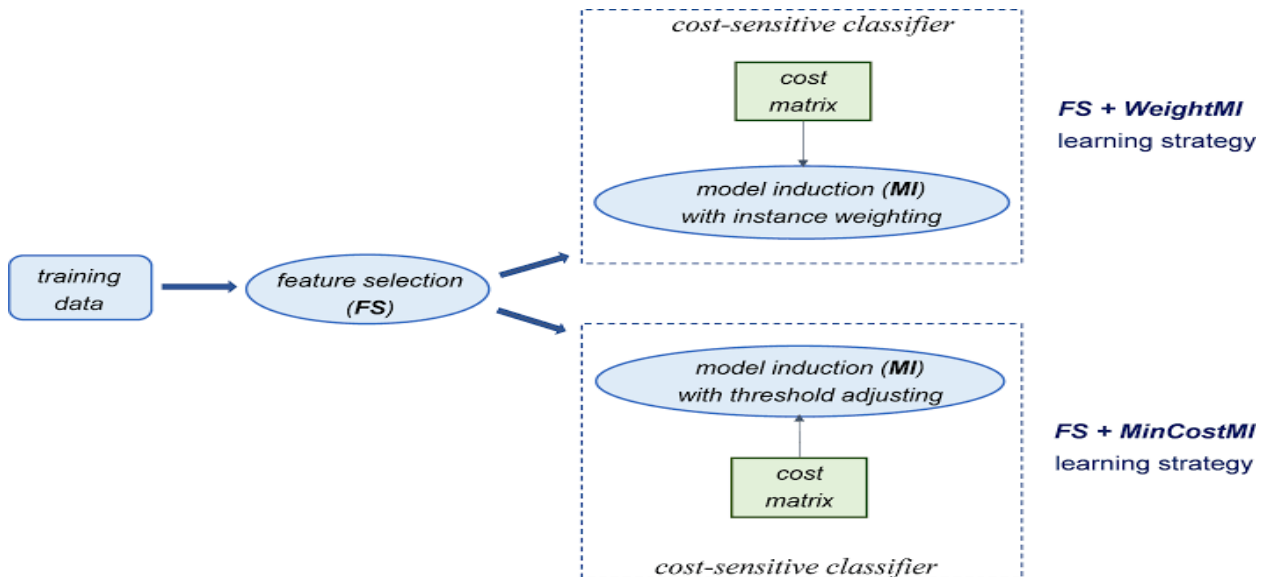 cost-sensitive classifier
cost
matrix
FS + WeightMI
learning strategy
model induction (MI)
with instance weighting
training
data
feature selection
(FS)
model induction (MI)
with threshold adjusting
FS + MinCostMI
learning strategy
cost
matrix
cost-sensitive classifier